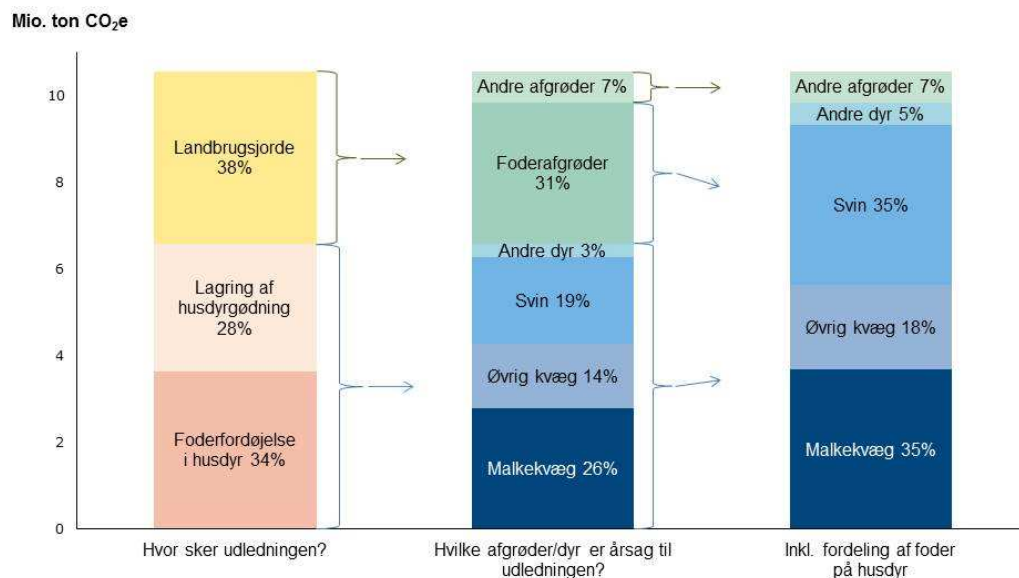 Mio. ton CO₂e
10
8
6
4
2
0
Landbrugsjorde
38%
Lagring af
husdyrgødning
28%
Foderfordøjelse
i husdyr 34%
Hvor sker udledningen?
Andre afgrøder 7%
Foderafgrøder
31%
Andre dyr 3%
Svin 19%
Øvrig kvæg 14%
Malkekvæg 26%
Hvilke afgrøder/dyr er årsag til
udledningen?
Andre afgrøder 7%
Andre dyr 5%
Svin 35%
Øvrig kvæg 18%
Malkekvæg 35%
Inkl. fordeling af foder
på husdyr